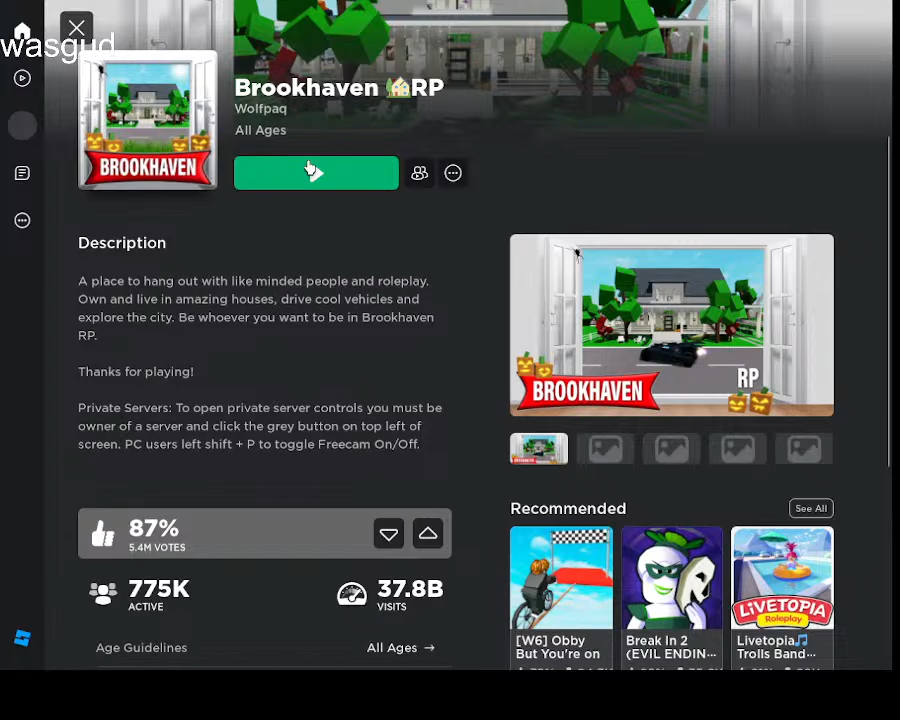 wasgud
Brookhaven 🏡RP
Wolfpaq
All Ages
BROOKHAVEN
Description
A place to hang out with like minded people and roleplay.
Own and live in amazing houses, drive cool vehicles and
explore the city. Be whoever you want to be in Brookhaven
RP.
Thanks for playing!
Private Servers: To open private server controls you must be
owner of a server and click the grey button on top left of
screen. PC users left shift + P to toggle Freecam On/Off.
87%
5.4M VOTES
775K
ACTIVE
37.8B
VISITS
Age Guidelines
All Ages →
BROOKHAVEN
RP
Recommended
See All
[W6] Obby
But You're on
Break In 2
(EVIL ENDIN...
LIVETOPIA
Roleplay
Livetopia🎵
Trolls Band...